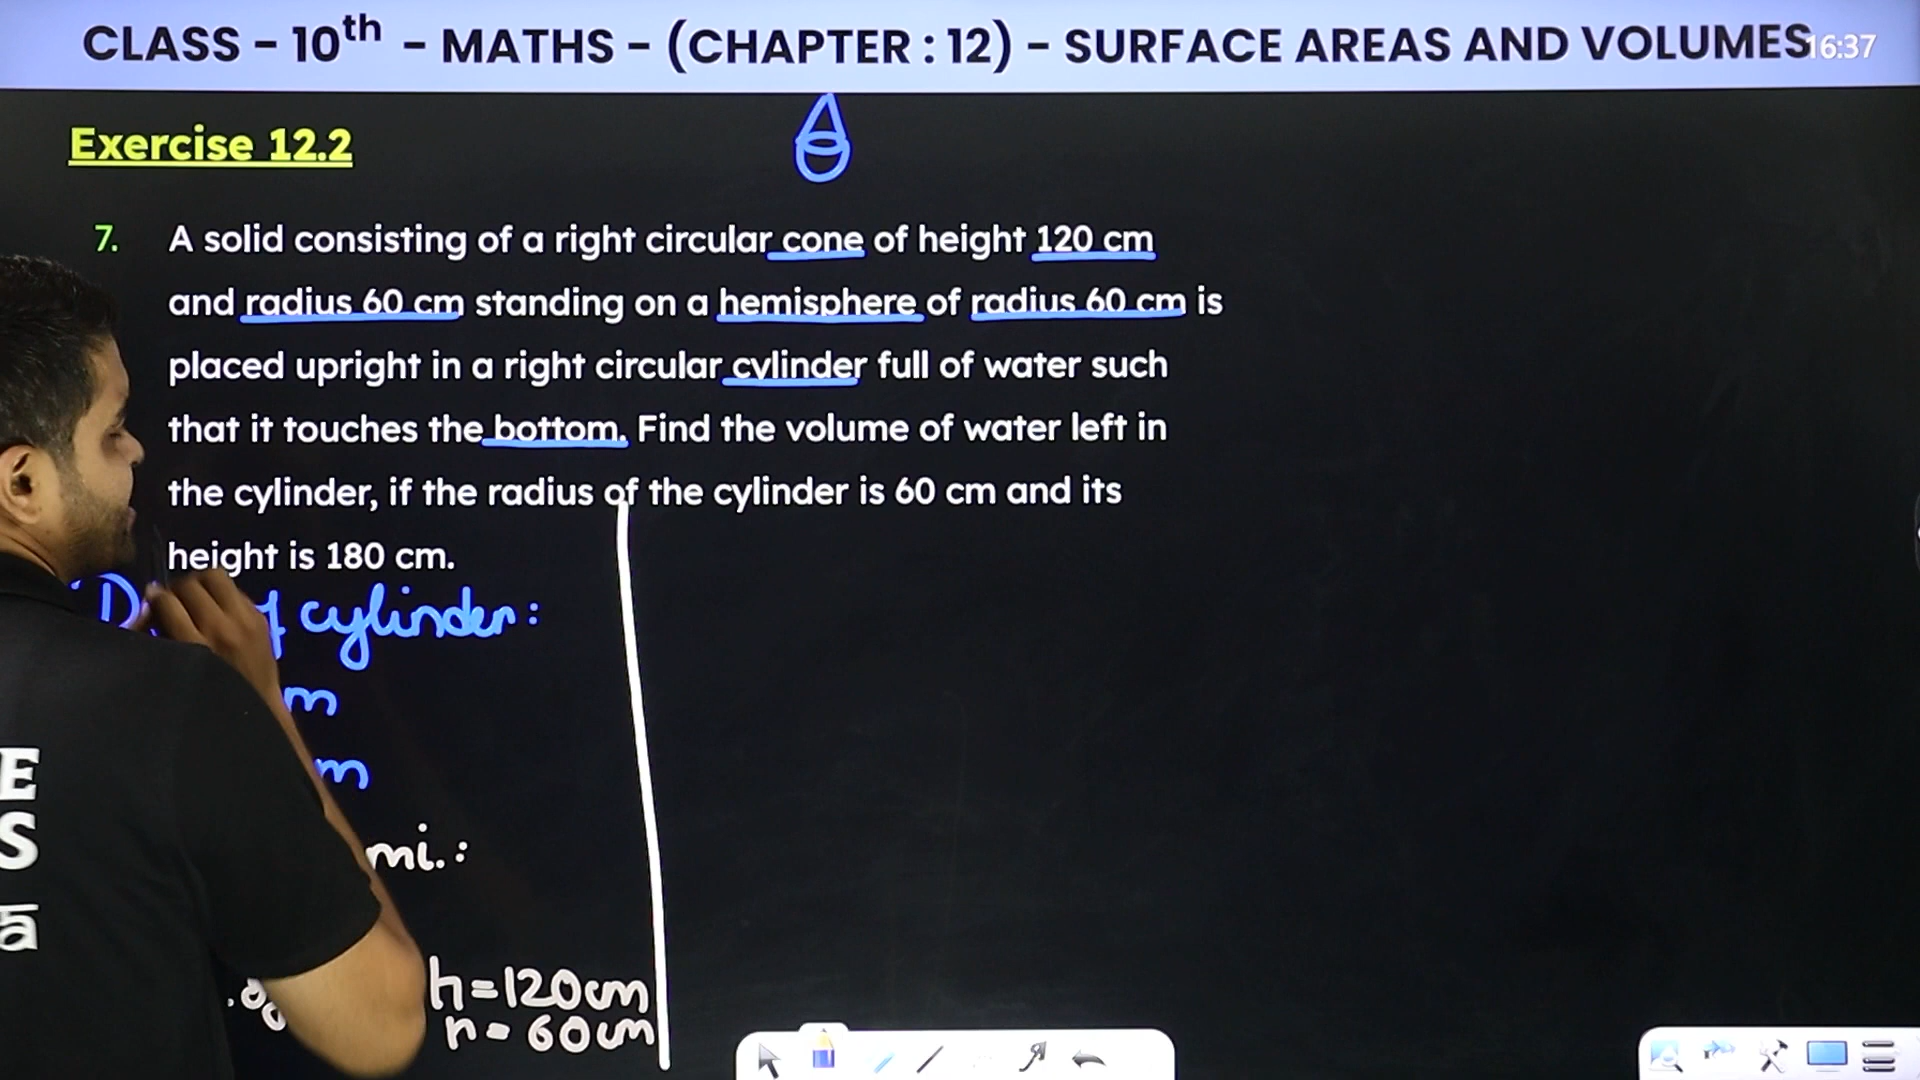 CLASS - 10th - MATHS - (CHAPTER : 12) - SURFACE AREAS AND VOLUMES
16:37
Exercise 12.2
7. A solid consisting of a right circular cone of height 120 cm
and radius 60 cm standing on a hemisphere of radius 60 cm is
placed upright in a right circular cylinder full of water such
that it touches the bottom. Find the volume of water left in
the cylinder, if the radius of the cylinder is 60 cm and its
height is 180 cm.
cylinder:
m
m
mi.:
h=120cm
r= 60cm
E
S
a